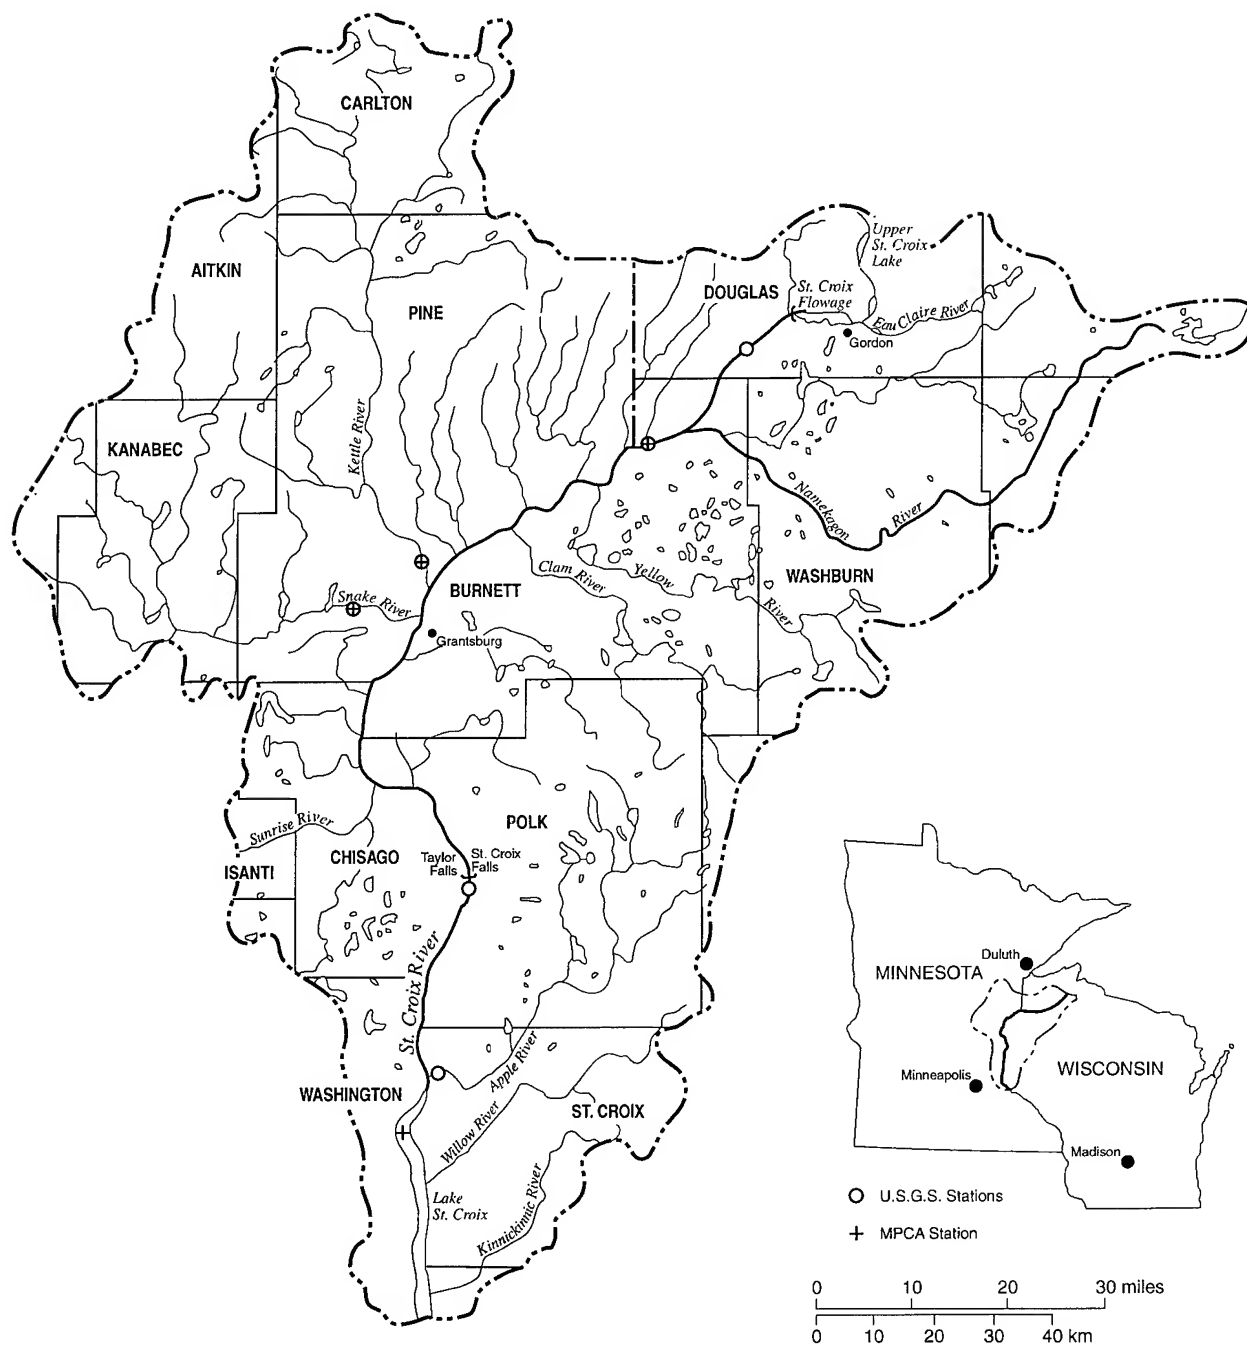 CARLTON
Upper
St. Croix
Lake
AITKIN
DOUGLAS
St. Croix
Flowage
PINE
Eau Claire River
Gordon
Kettle River
KANABEC
Namekagon
River
Clam River
Yellow
River
BURNETT
WASHBURN
Snake River
Grantsburg
Sunrise River
POLK
CHISAGO
Taylor
Falls
St. Croix
Falls
ISANTI
St. Croix River
Duluth
MINNESOTA
Apple River
Minneapolis
WISCONSIN
WASHINGTON
ST. CROIX
Willow River
Madison
Lake
St. Croix
Kinnickinnic River
U.S.G.S. Stations
MPCA Station
0 10 20 30 miles
0 10 20 30 40 km